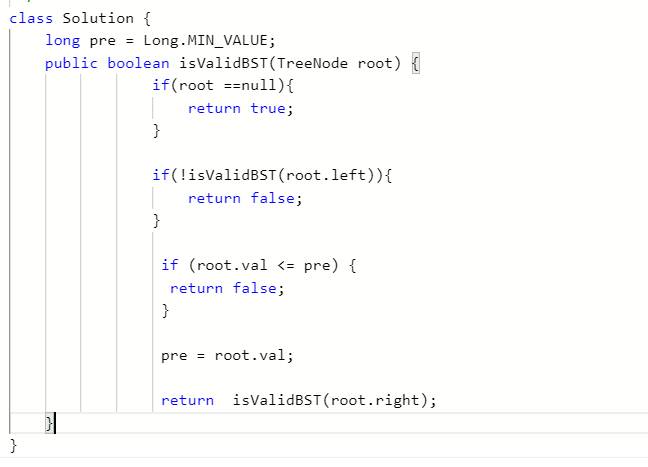 class Solution {
long pre = Long.MIN_VALUE;
public boolean isValidBST(TreeNode root) {
if(root ==null){
return true;
}
if(!isValidBST(root.left)){
return false;
}
if (root.val <= pre) {
return false;
}
pre = root.val;
return  isValidBST(root.right);
}
}